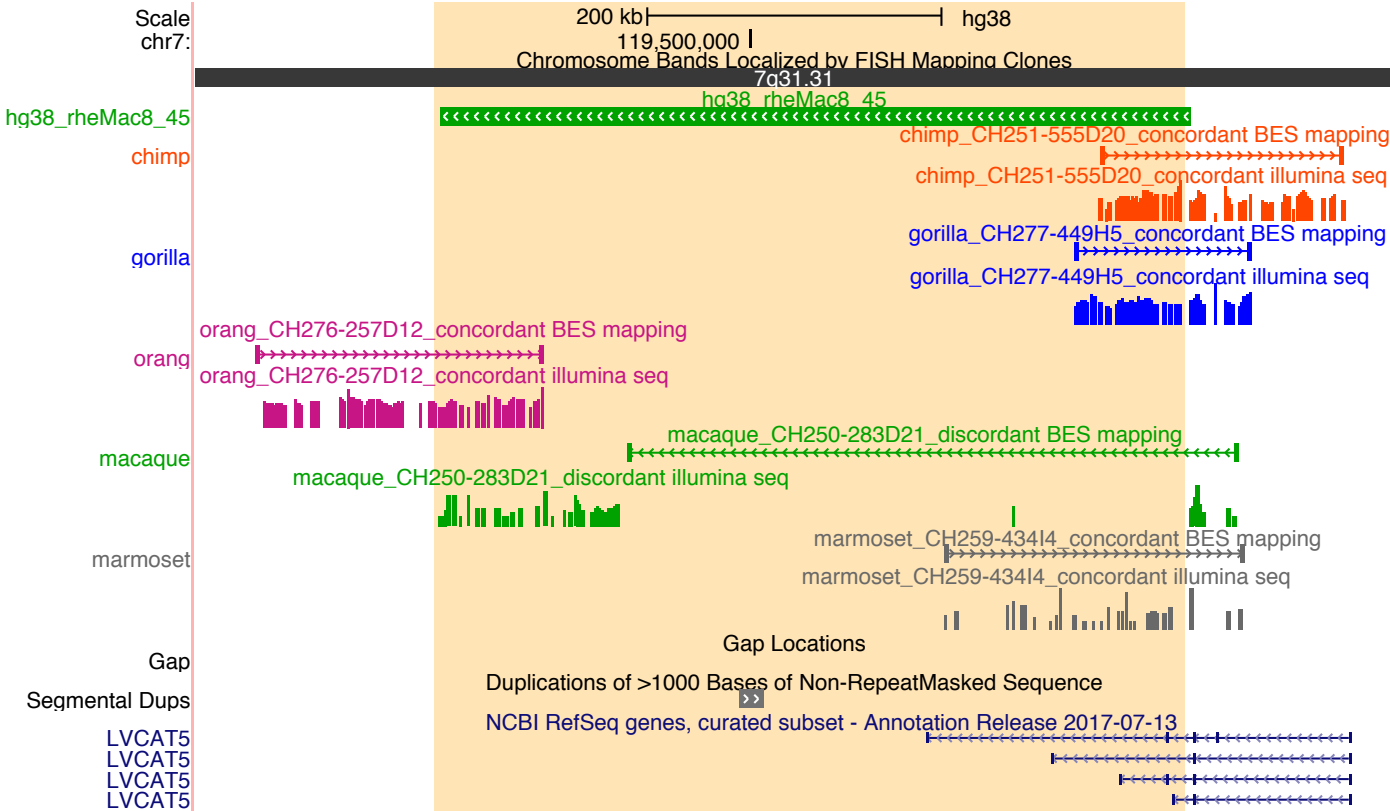 Scale 200 kb hg38
chr7: 119,500,000
Chromosome Bands Localized by FISH Mapping Clones
7q31.31
hg38_rheMac8_45
hg38_rheMac8_45
chimp_CH251-555D20_concordant BES mapping
chimp
chimp_CH251-555D20_concordant illumina seq
gorilla_CH277-449H5_concordant BES mapping
gorilla
gorilla_CH277-449H5_concordant illumina seq
orang_CH276-257D12_concordant BES mapping
orang
orang_CH276-257D12_concordant illumina seq
macaque_CH250-283D21_discordant BES mapping
macaque
macaque_CH250-283D21_discordant illumina seq
marmoset_CH259-434I4_concordant BES mapping
marmoset
marmoset_CH259-434I4_concordant illumina seq
Gap Locations
Gap
Duplications of >1000 Bases of Non-RepeatMasked Sequence
Segmental Dups
NCBI RefSeq genes, curated subset - Annotation Release 2017-07-13
LVCAT5
LVCAT5
LVCAT5
LVCAT5